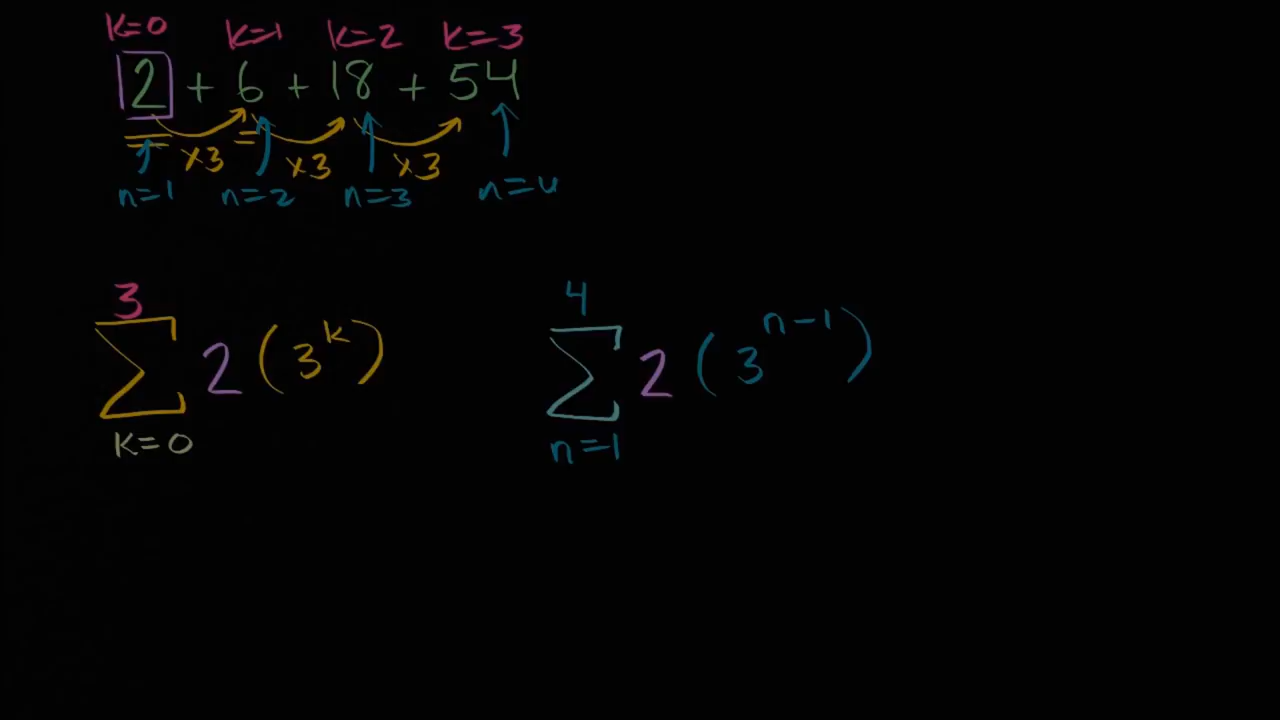 k=0 k=1 k=2 k=3
2 + 6 + 18 + 54
×3 ×3 ×3
n=1 n=2 n=3 n=4
3 4
∑ 2(3^k) ∑ 2(3^(n-1))
k=0 n=1